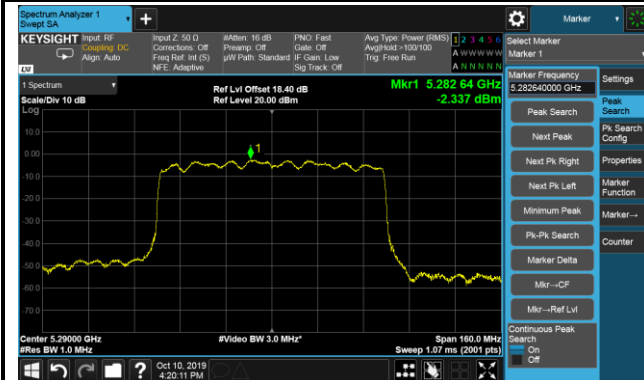 Spectrum Analyzer 1
Swept SA
Marker
KEYSIGHT
Input: RF
Coupling: DC
Align: Auto
Input Z: 50 Ω
Corrections: Off
Freq Ref: Int (S)
NFE: Adaptive
#Atten: 16 dB
Preamp: Off
µW Path: Standard
PNO: Fast
Gate: Off
IF Gain: Low
Sig Track: Off
Avg Type: Power (RMS)
Avg|Hold:>100/100
Trig: Free Run
1 2 3 4 5 6
A W W W W W
A N N N N N
LXI
Select Marker
Marker 1
1 Spectrum
Scale/Div 10 dB
Log
Ref Lvl Offset 18.40 dB
Ref Level 20.00 dBm
Mkr1 5.282 64 GHz
-2.337 dBm
1
10.0
0.00
-10.0
-20.0
-30.0
-40.0
-50.0
-60.0
-70.0
Center 5.29000 GHz
#Res BW 1.0 MHz
#Video BW 3.0 MHz*
Span 160.0 MHz
Sweep 1.07 ms (2001 pts)
Marker Frequency
5.282640000 GHz
Peak Search
Next Peak
Next Pk Right
Next Pk Left
Minimum Peak
Pk-Pk Search
Marker Delta
Mkr→CF
Mkr→Ref Lvl
Continuous Peak
Search
On
Off
Settings
Peak
Search
Pk Search
Config
Properties
Marker
Function
Marker→
Counter
?
Oct 10, 2019
4:20:11 PM